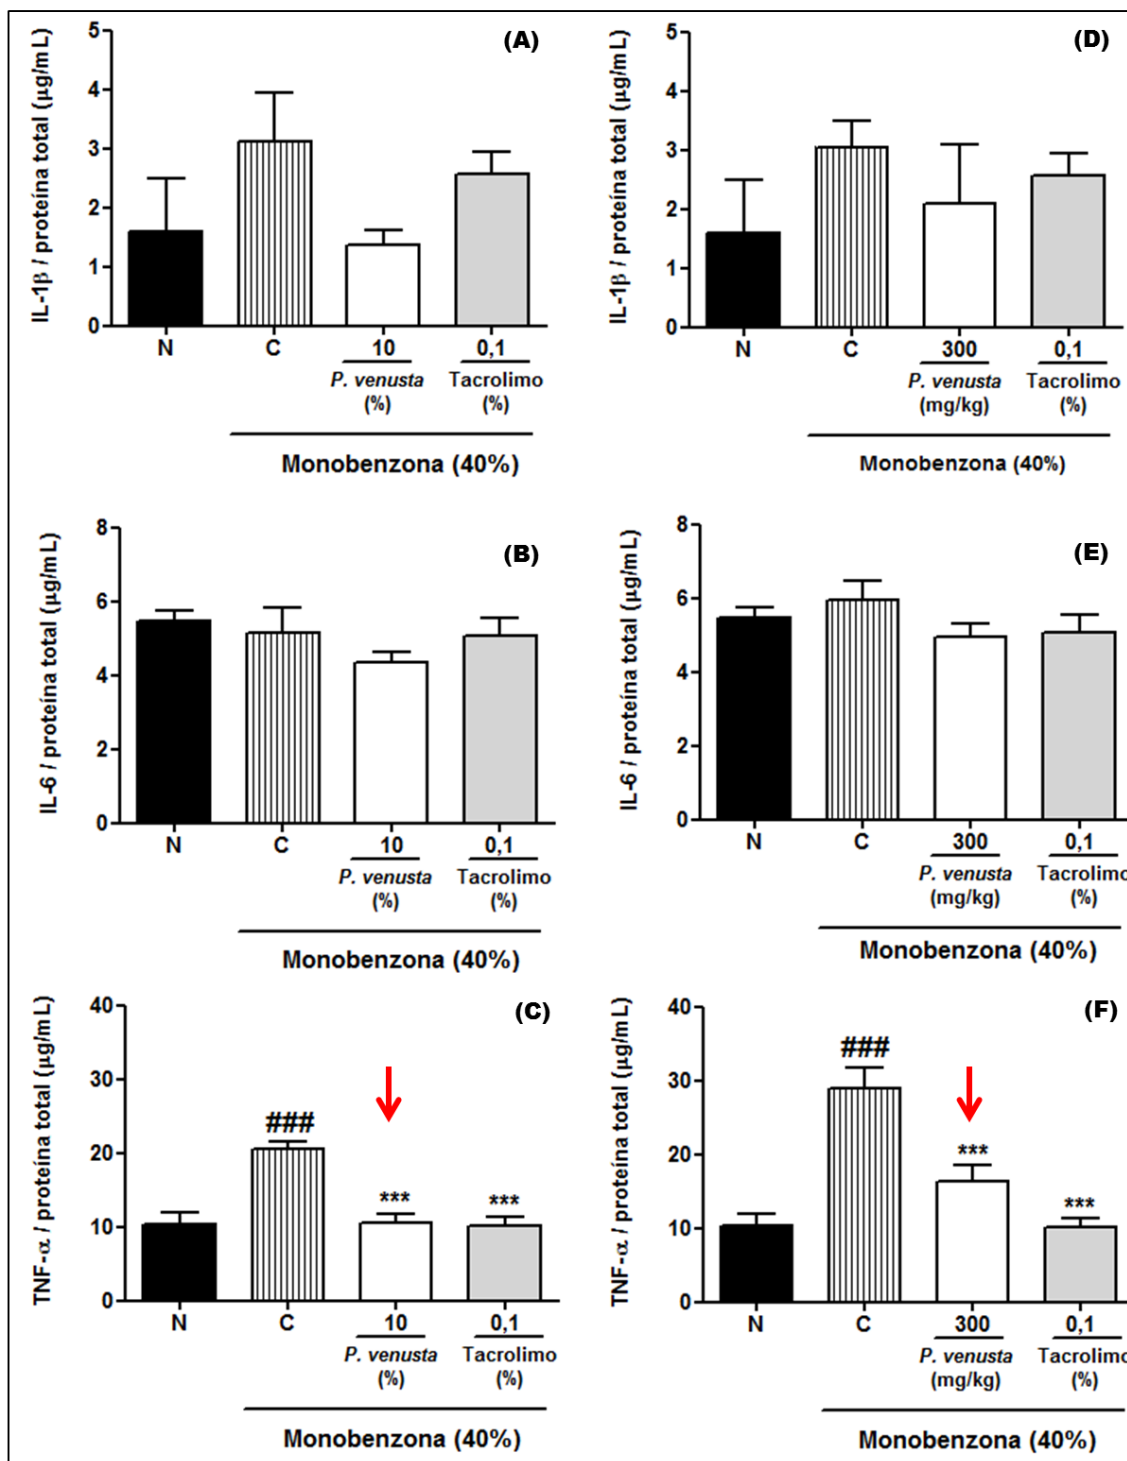 (A)
IL-1β / proteína total (µg/mL)
5
4
3
2
1
0
N C 10 0,1
P. venusta Tacrolimo
(%) (%)
Monobenzona (40%)
(D)
IL-1β / proteína total (µg/mL)
5
4
3
2
1
0
N C 300 0,1
P. venusta Tacrolimo
(mg/kg) (%)
Monobenzona (40%)
(B)
IL-6 / proteína total (µg/mL)
8
6
4
2
0
N C 10 0,1
P. venusta Tacrolimo
(%) (%)
Monobenzona (40%)
(E)
IL-6 / proteína total (µg/mL)
8
6
4
2
0
N C 300 0,1
P. venusta Tacrolimo
(mg/kg) (%)
Monobenzona (40%)
(C)
TNF-α / proteína total (µg/mL)
40
30
20
10
0
###
*** ***
N C 10 0,1
P. venusta Tacrolimo
(%) (%)
Monobenzona (40%)
(F)
TNF-α / proteína total (µg/mL)
40
30
20
10
0
###
***
***
N C 300 0,1
P. venusta Tacrolimo
(mg/kg) (%)
Monobenzona (40%)